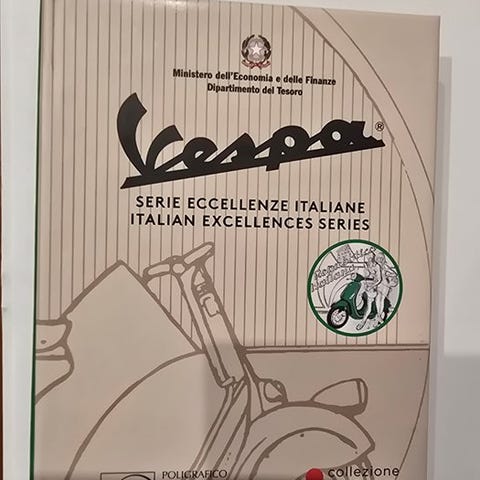 Ministero dell'Economia e delle Finanze
Dipartimento del Tesoro
Vespa®
SERIE ECCELLENZE ITALIANE
ITALIAN EXCELLENCES SERIES
POLIGRAFICO
collezione